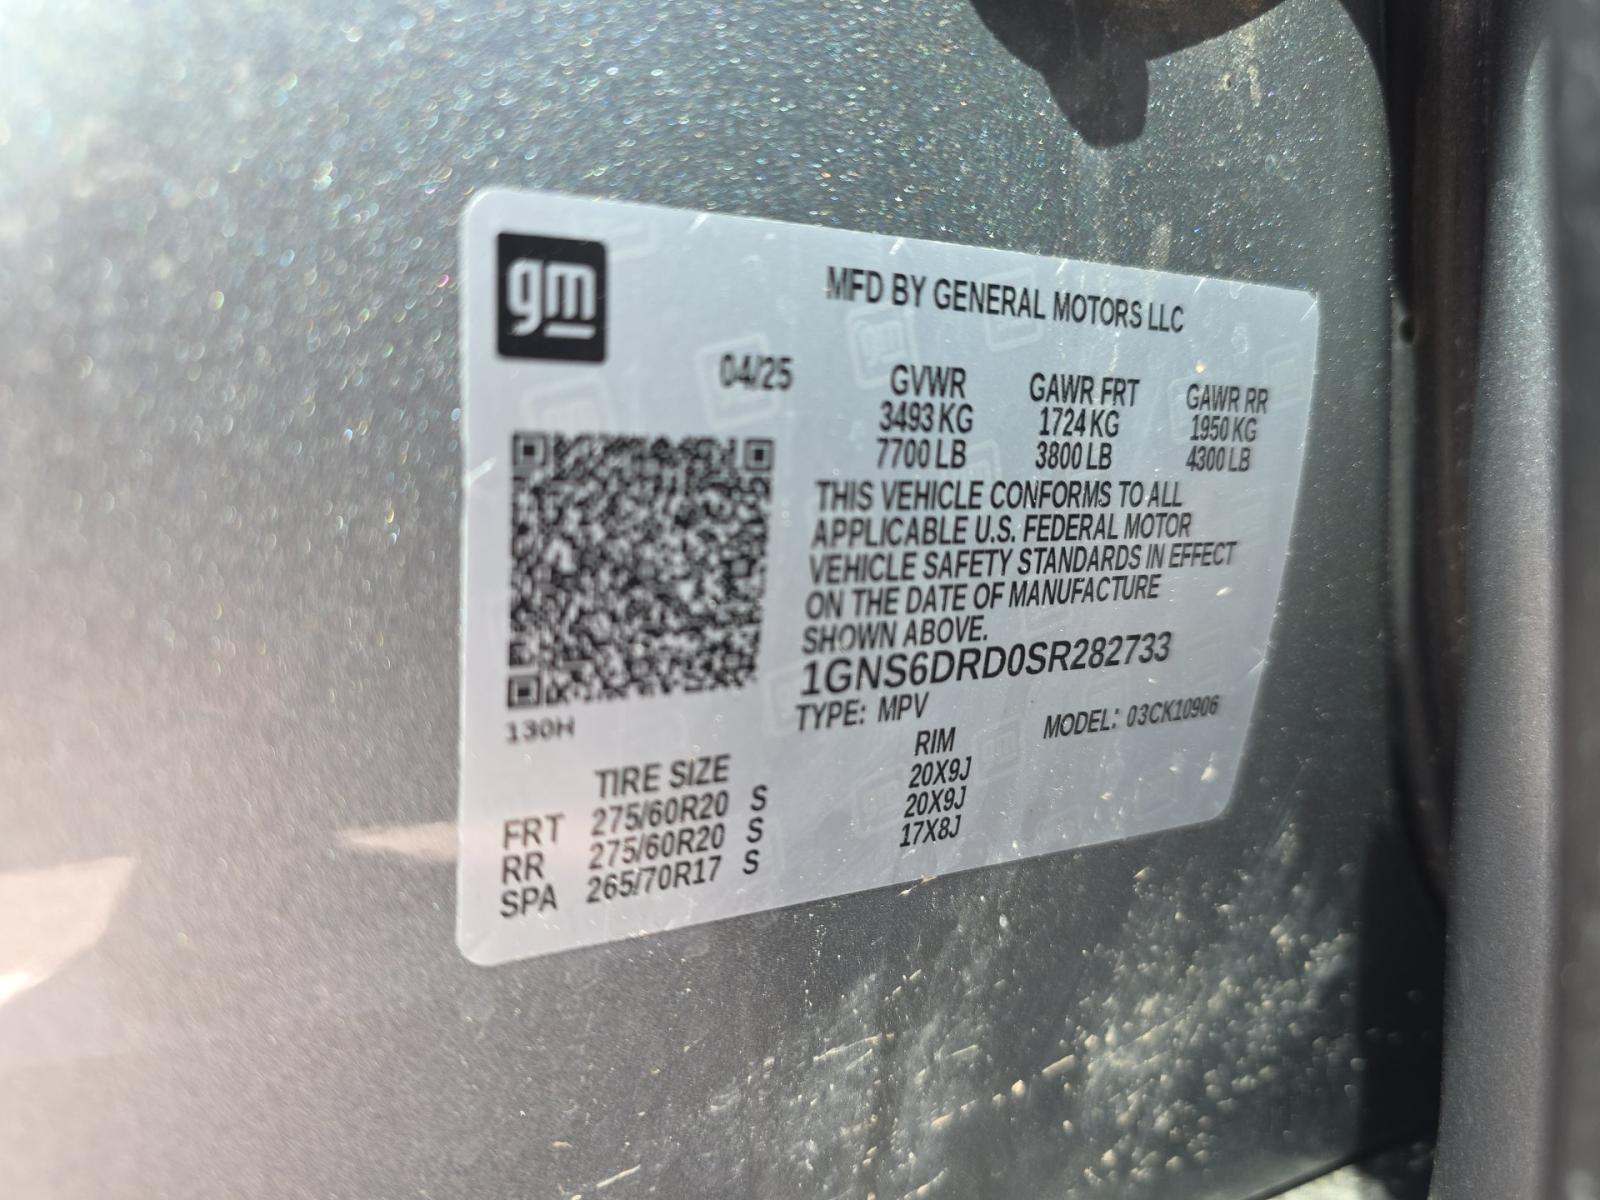 gm
MFD BY GENERAL MOTORS LLC
04/25
GVWR GAWR FRT GAWR RR
3493 KG 1724 KG 1950 KG
7700 LB 3800 LB 4300 LB
THIS VEHICLE CONFORMS TO ALL
APPLICABLE U.S. FEDERAL MOTOR
VEHICLE SAFETY STANDARDS IN EFFECT
ON THE DATE OF MANUFACTURE
SHOWN ABOVE.
1GNS6DRD0SR282733
TYPE: MPV MODEL: 03CK10906
130H
TIRE SIZE RIM
FRT 275/60R20 S 20X9J
RR 275/60R20 S 20X9J
SPA 265/70R17 S 17X8J